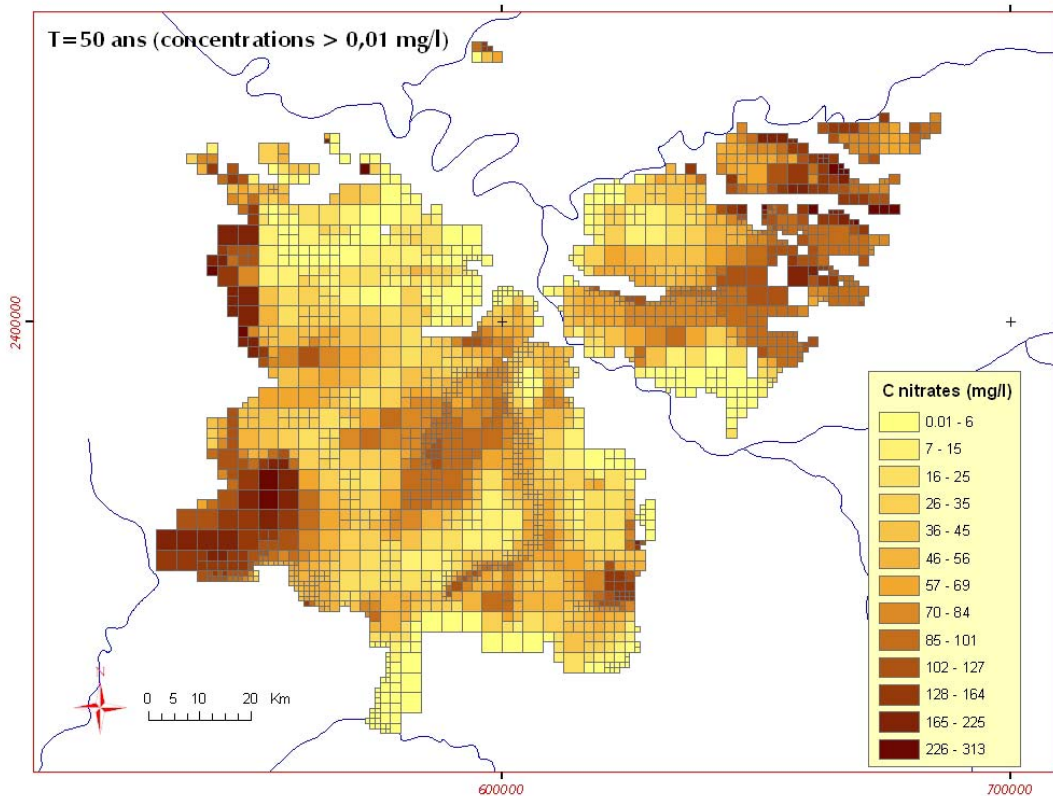 T=50 ans (concentrations > 0,01 mg/l)
2400000
C nitrates (mg/l)
0.01 - 6
7 - 15
16 - 25
26 - 35
36 - 45
46 - 56
57 - 69
70 - 84
85 - 101
102 - 127
128 - 164
165 - 225
226 - 313
N
0 5 10 20 Km
600000 700000